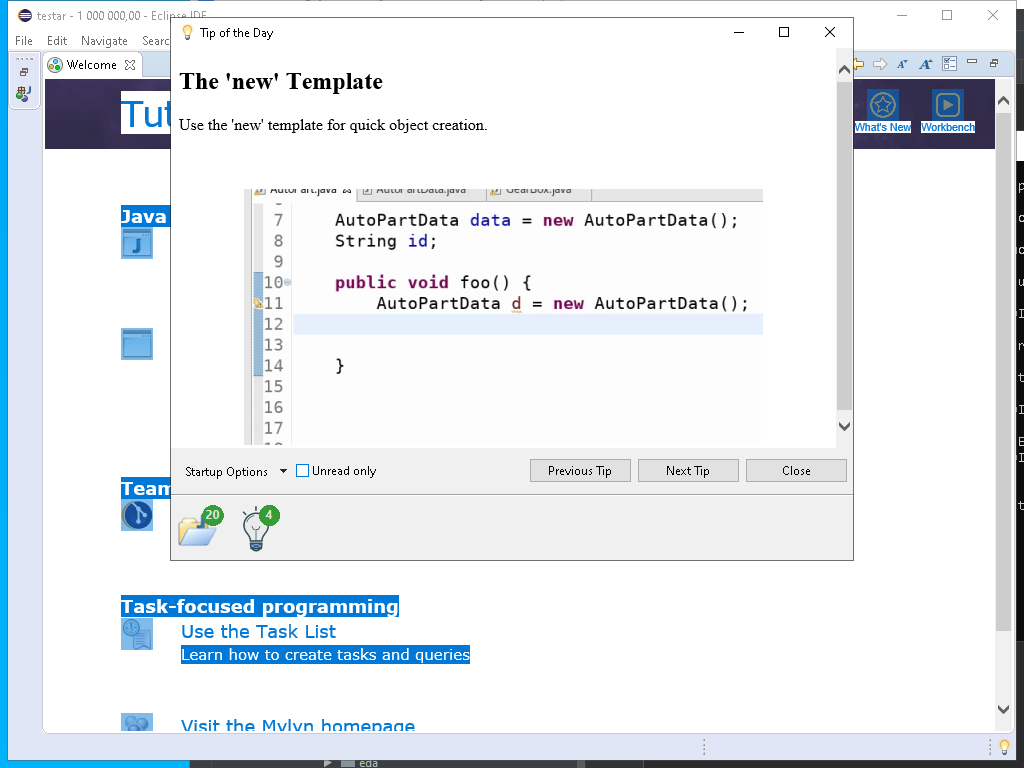 testar - 1 000 000,00 - Eclipse IDE
File Edit Navigate
Tip of the Day
Welcome
The 'new' Template
Use the 'new' template for quick object creation.
What's New
Workbench
AutoPart.java AutoPartData.java GearBox.java
7 AutoPartData data = new AutoPartData();
8 String id;
9
10 public void foo() {
11 AutoPartData d = new AutoPartData();
12
13
14 }
15
16
17
Java
Startup Options Unread only Previous Tip Next Tip Close
20 4
Team
Task-focused programming
Use the Task List
Learn how to create tasks and queries
Visit the Mylyn homepage
eda